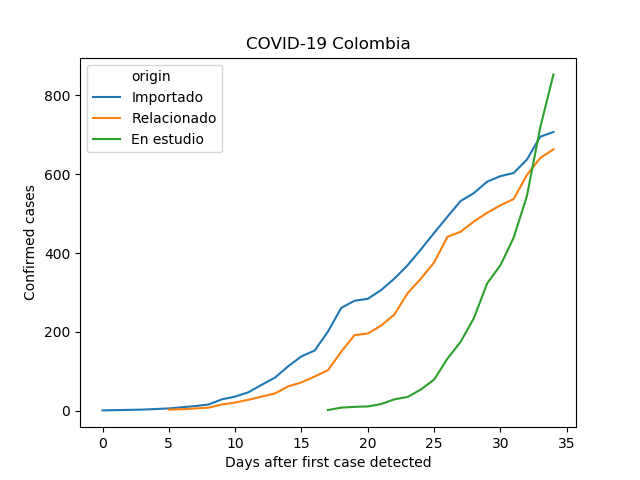 COVID-19 Colombia
origin
Importado
Relacionado
En estudio
Confirmed cases
800
600
400
200
0
0 5 10 15 20 25 30 35
Days after first case detected